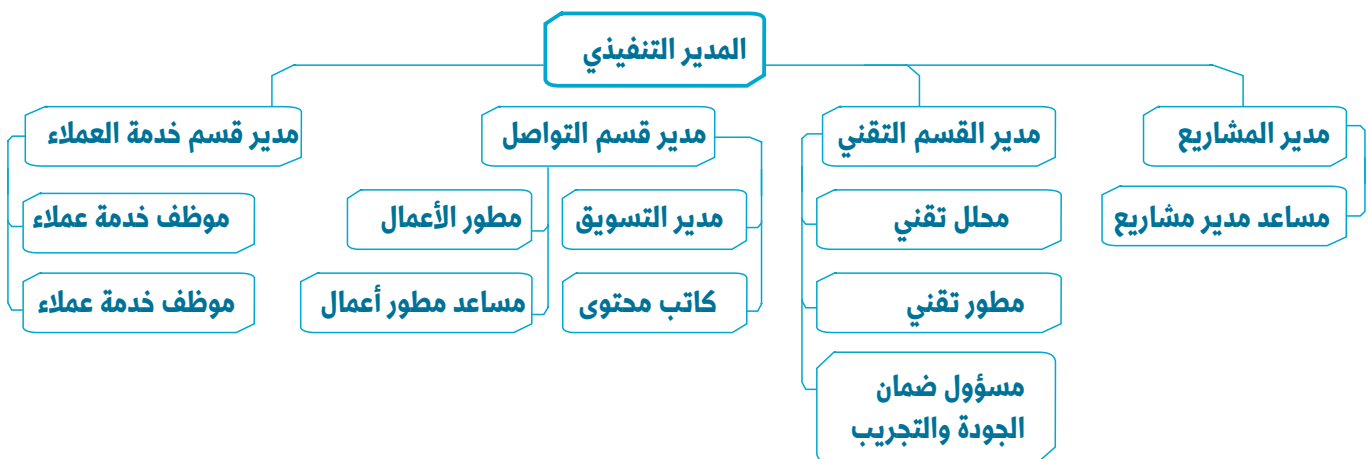 المدير التنفيذي
مدير المشاريع
مدير القسم التقني
مدير قسم التواصل
مدير قسم خدمة العملاء
مساعد مدير مشاريع
محلل تقني
مدير التسويق
مطور الأعمال
موظف خدمة عملاء
مطور تقني
كاتب محتوى
مساعد مطور أعمال
موظف خدمة عملاء
مسؤول ضمان
الجودة والتجريب